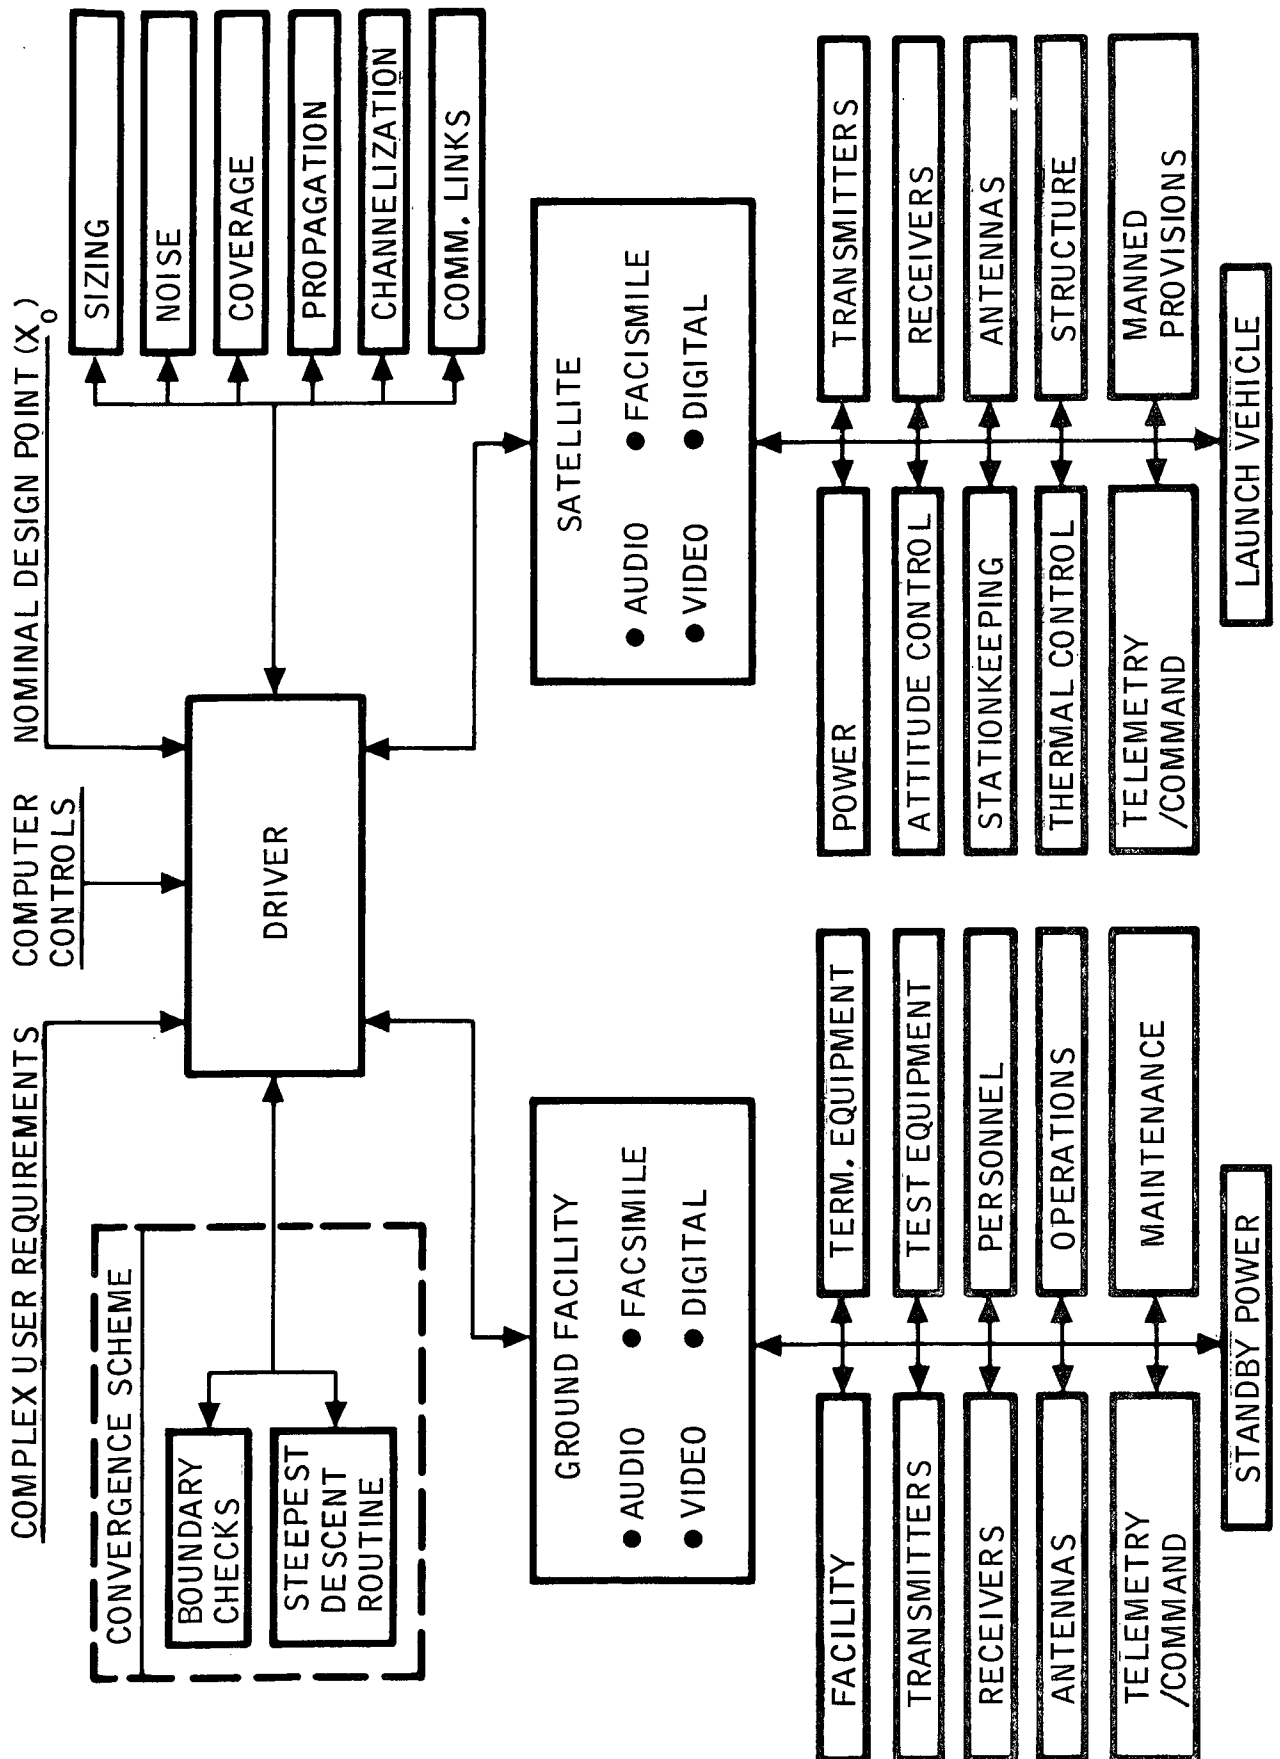 COMPLEX USER REQUIREMENTS
COMPUTER
CONTROLS
NOMINAL DESIGN POINT (X₀)
CONVERGENCE SCHEME
BOUNDARY
CHECKS
STEEPEST
DESCENT
ROUTINE
DRIVER
SIZING
NOISE
COVERAGE
PROPAGATION
CHANNELIZATION
COMM. LINKS
GROUND FACILITY
● AUDIO ● FACSIMILE
● VIDEO ● DIGITAL
SATELLITE
● AUDIO ● FACISMILE
● VIDEO ● DIGITAL
FACILITY
TRANSMITTERS
RECEIVERS
ANTENNAS
TELEMETRY
/COMMAND
TERM. EQUIPMENT
TEST EQUIPMENT
PERSONNEL
OPERATIONS
MAINTENANCE
STANDBY POWER
POWER
ATTITUDE CONTROL
STATIONKEEPING
THERMAL CONTROL
TELEMETRY
/COMMAND
TRANSMITTERS
RECEIVERS
ANTENNAS
STRUCTURE
MANNED
PROVISIONS
LAUNCH VEHICLE